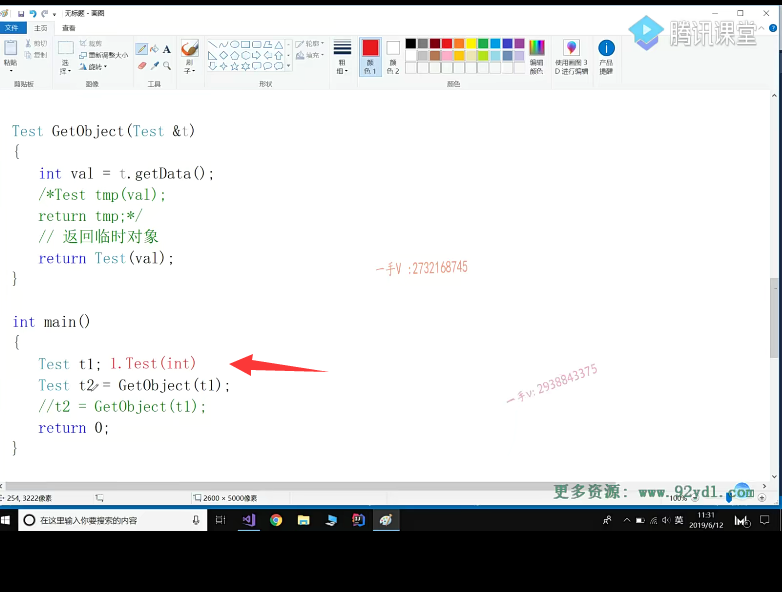 无标题 - 画图
文件 主页 查看
粘贴 剪切 复制 选择 裁剪 重新调整大小 旋转 A 刷子 轮廓 填充 粗细 颜色 1 颜色 2 编辑颜色 使用画图 3D 进行编辑 产品提醒
剪贴板 图像 工具 形状 颜色
腾讯课堂
Test GetObject(Test &t)
{
int val = t.getData();
/*Test tmp(val);
return tmp;*/
// 返回临时对象
return Test(val);
}
一手V :2732168745
int main()
{
Test t1; 1.Test(int)
Test t2 = GetObject(t1);
//t2 = GetObject(t1);
return 0;
}
一手v: 2938843375
更多资源: www.92ydl.com
254, 3222像素 2600 × 5000像素 100%
在这里输入你要搜索的内容
英
11:31
2019/6/12